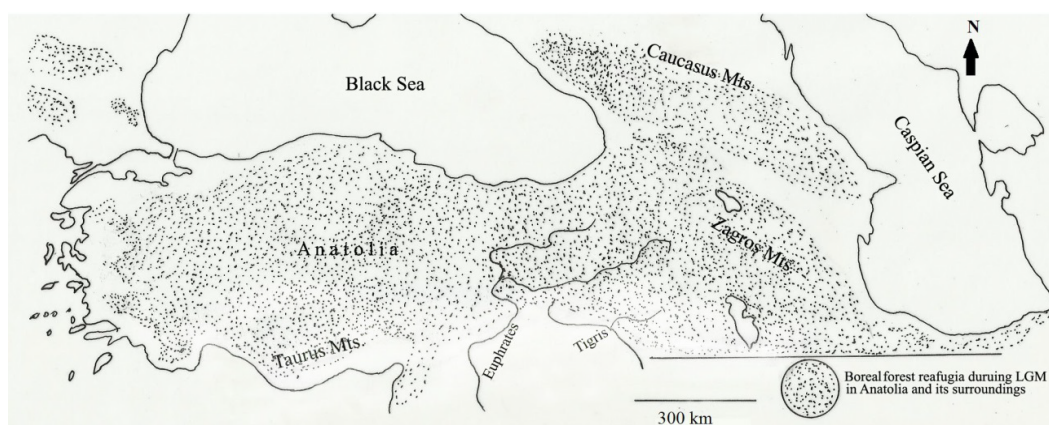 N
Caucasus Mts.
Black Sea
Caspian Sea
Anatolia
Zagros Mts.
Taurus Mts.
Euphrates
Tigris
Boreal forest reafugia duruing LGM
in Anatolia and its surroundings
300 km